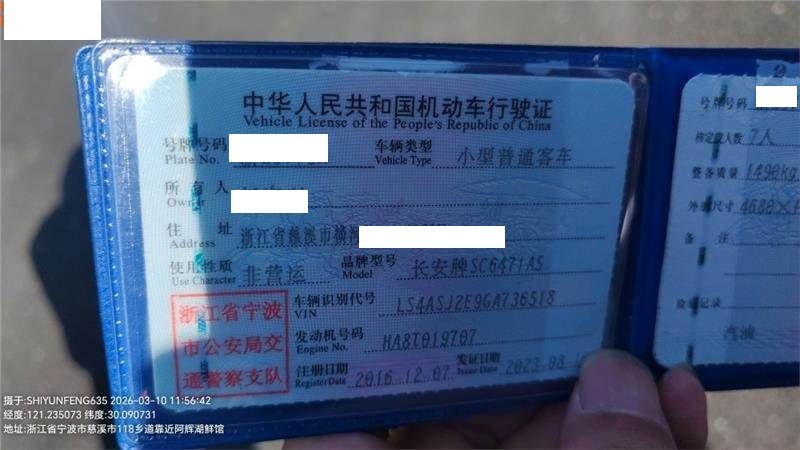 中华人民共和国机动车行驶证
Vehicle License of the People's Republic of China
号牌号码
Plate No.
车辆类型 小型普通客车
Vehicle Type
所有人
Owner
住址 浙江省慈溪市
Address
使用性质 非营运
Use Character
品牌型号 长安牌SC6471A5
Model
浙江省宁波
市公安局交
通警察支队
车辆识别代号 LS4ASJ2E9GA736518
VIN
发动机号码 HA8T019707
Engine No.
注册日期 2016.12.07
Register Date
发证日期 2023.03
Issue Date
号牌号码
核定载人数 7人
整备质量 1490kg
外廓尺寸 4680×
备注
检验记录
汽油
摄于:SHIYUNFENG635 2026-03-10 11:56:42
经度:121.235073 纬度:30.090731
地址:浙江省宁波市慈溪市118乡道靠近阿辉湖鲜馆